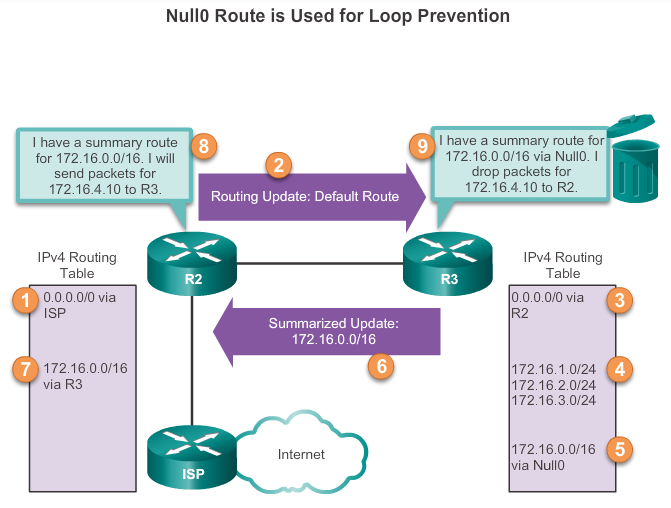 Null0 Route is Used for Loop Prevention
8
I have a summary route
for 172.16.0.0/16. I will
send packets for
172.16.4.10 to R3.
9
I have a summary route for
172.16.0.0/16 via Null0. I
drop packets for
172.16.4.10 to R2.
2
Routing Update: Default Route
R2
R3
IPv4 Routing
Table
1
0.0.0.0/0 via
ISP
7
172.16.0.0/16
via R3
Summarized Update:
172.16.0.0/16
6
IPv4 Routing
Table
0.0.0.0/0 via
R2
3
172.16.1.0/24
172.16.2.0/24
172.16.3.0/24
4
172.16.0.0/16
via Null0
5
ISP
Internet